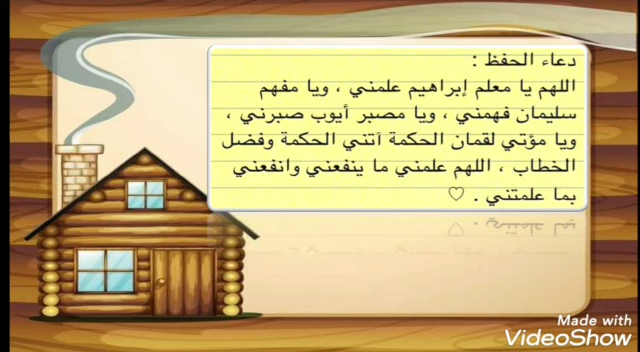 دعاء الحفظ :
اللهم يا معلم إبراهيم علمني ، ويا مفهم
سليمان فهمني ، ويا مصبر أيوب صبرني ،
ويا مؤتي لقمان الحكمة آتني الحكمة وفضل
الخطاب ، اللهم علمني ما ينفعني وانفعني
بما علمتني . ♡
Made with
VideoShow